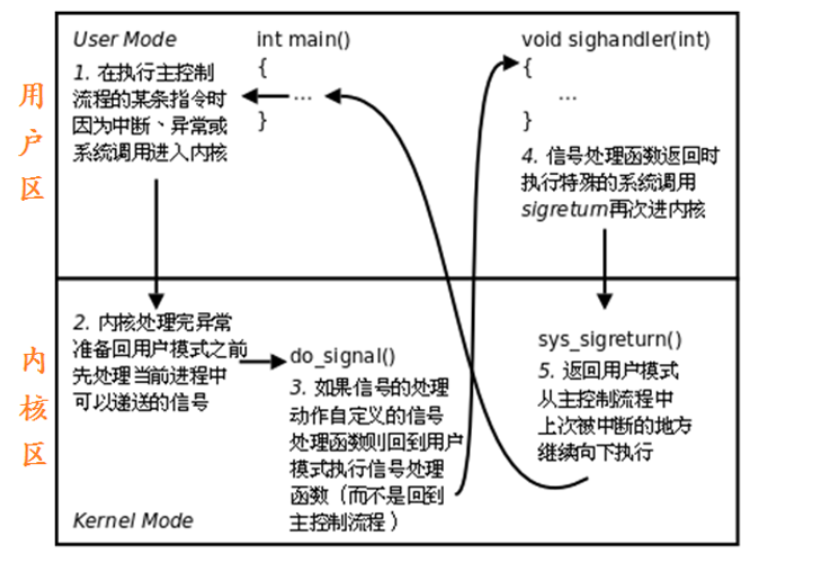 用
户
区
User Mode
1. 在执行主控制
流程的某条指令时
因为中断、异常或
系统调用进入内核
int main()
{
...
}
void sighandler(int)
{
...
}
4. 信号处理函数返回时
执行特殊的系统调用
sigreturn再次进内核
内
核
区
2. 内核处理完异常
准备回用户模式之前
先处理当前进程中
可以递送的信号
do_signal()
3. 如果信号的处理
动作自定义的信号
处理函数则回到用户
模式执行信号处理
函数（而不是回到
主控制流程）
sys_sigreturn()
5. 返回用户模式
从主控制流程中
上次被中断的地方
继续向下执行
Kernel Mode